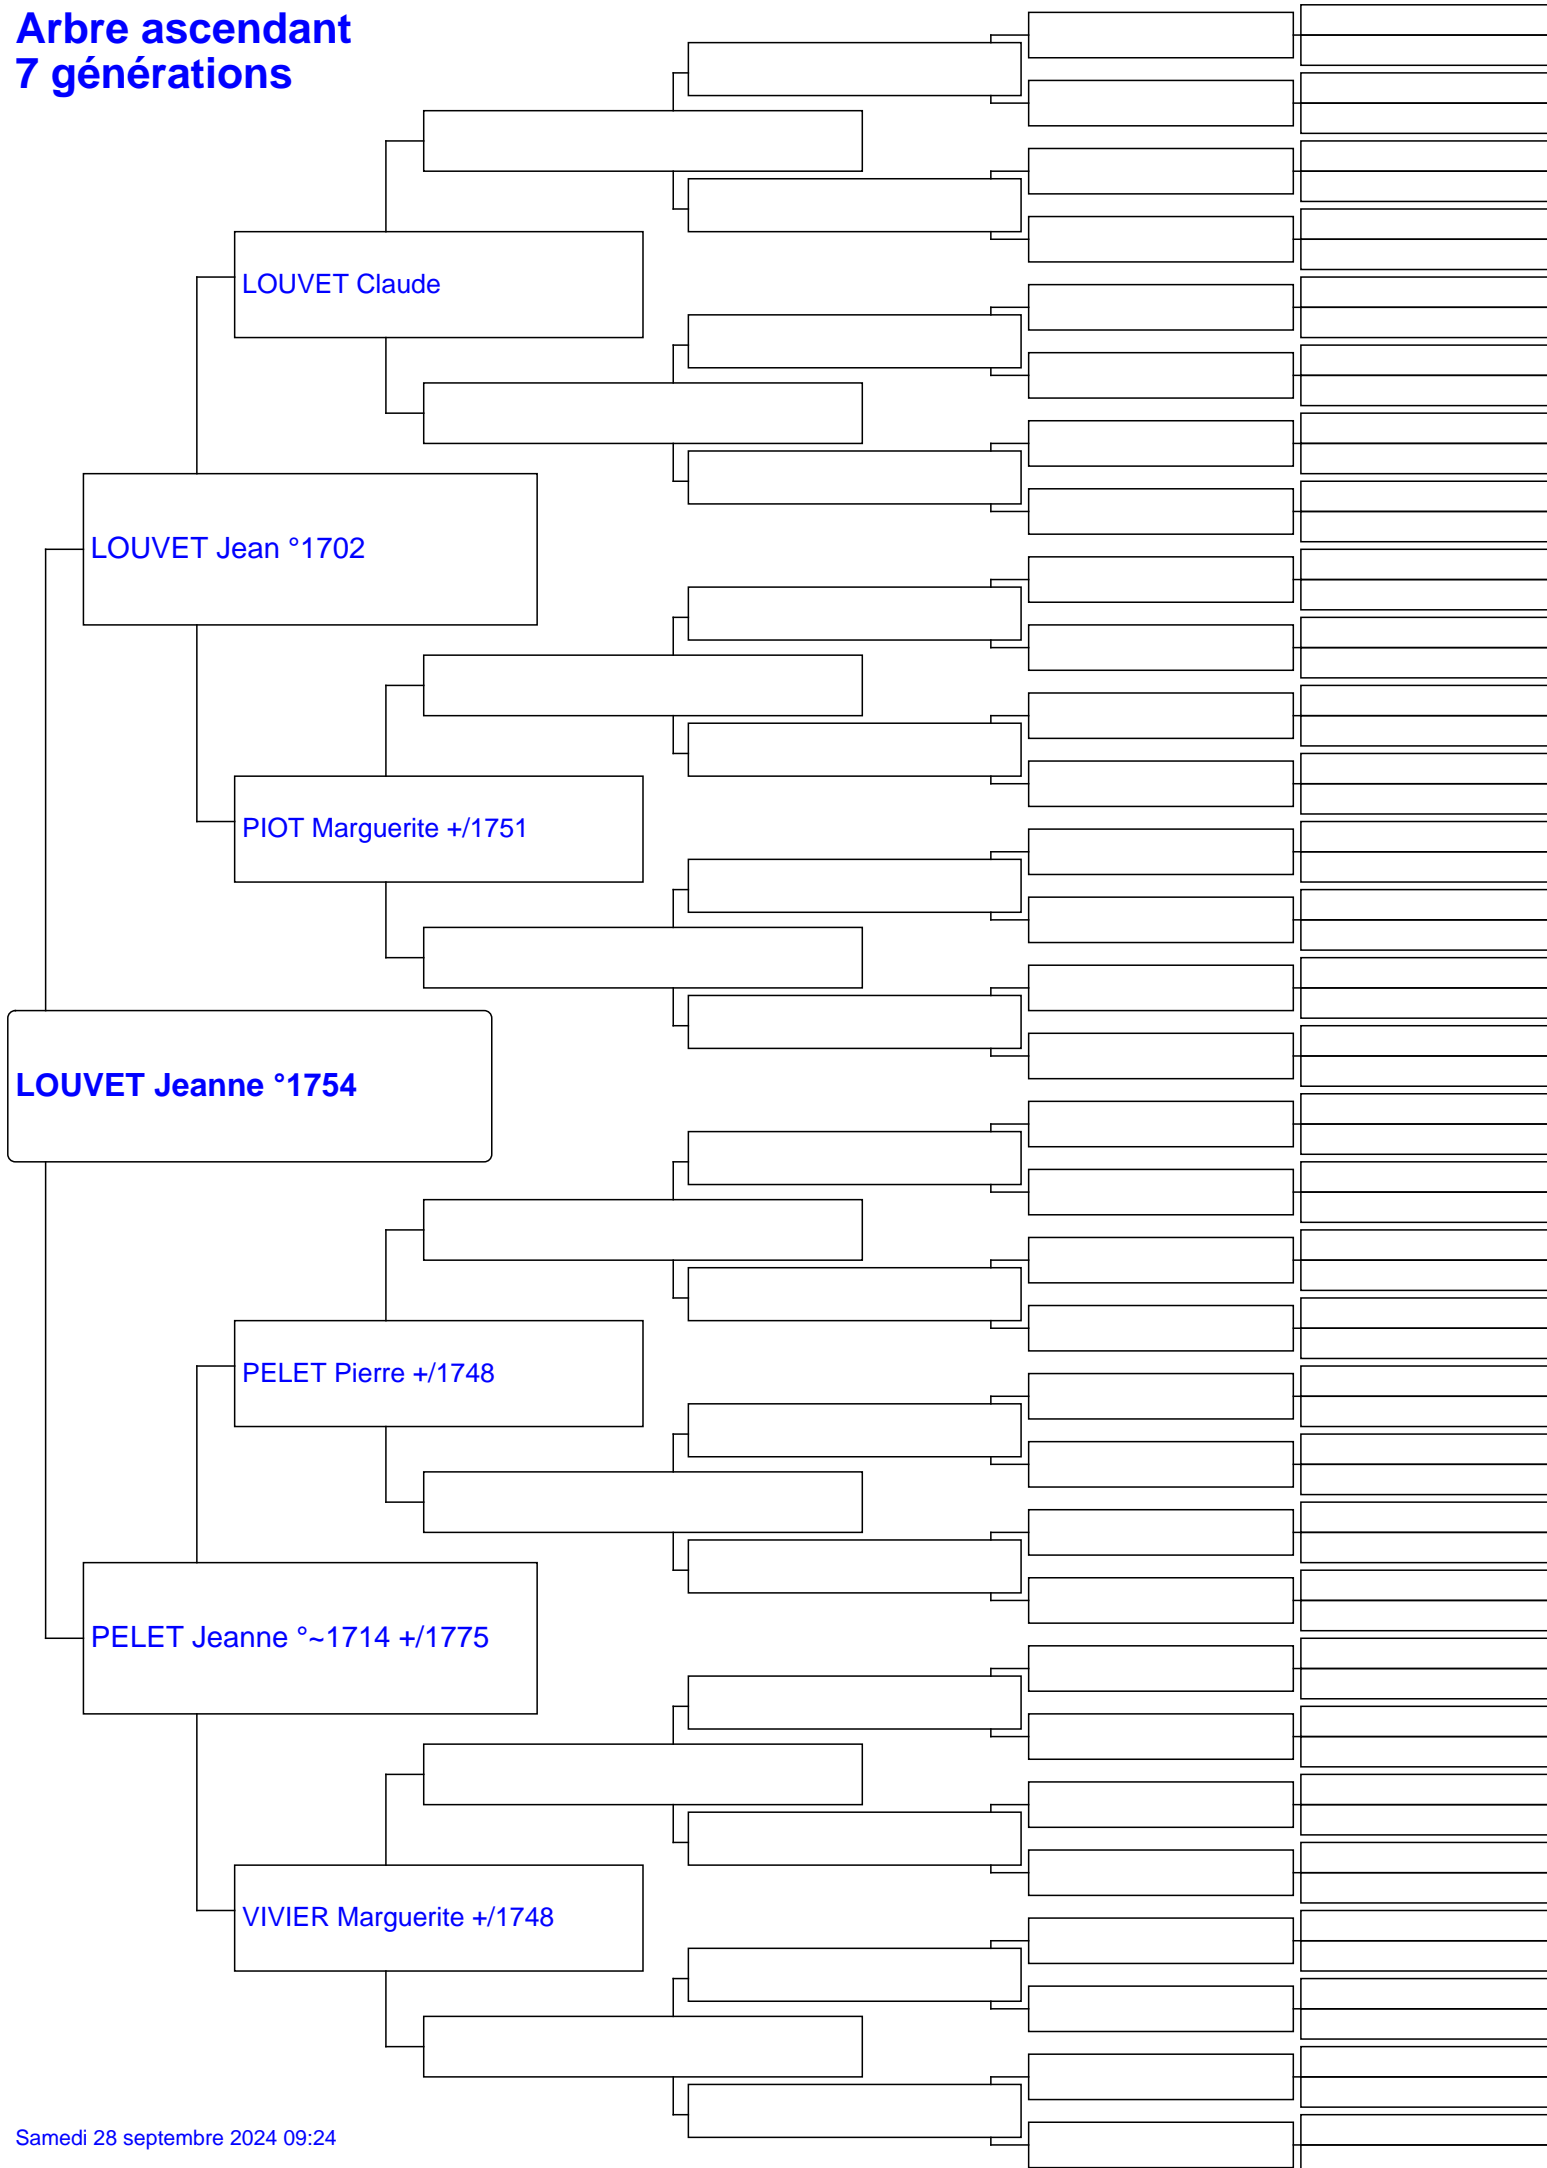 Arbre ascendant
7 générations
LOUVET Claude
LOUVET Jean °1702
PIOT Marguerite +/1751
LOUVET Jeanne °1754
PELET Pierre +/1748
PELET Jeanne °~1714 +/1775
VIVIER Marguerite +/1748
Samedi 28 septembre 2024 09:24